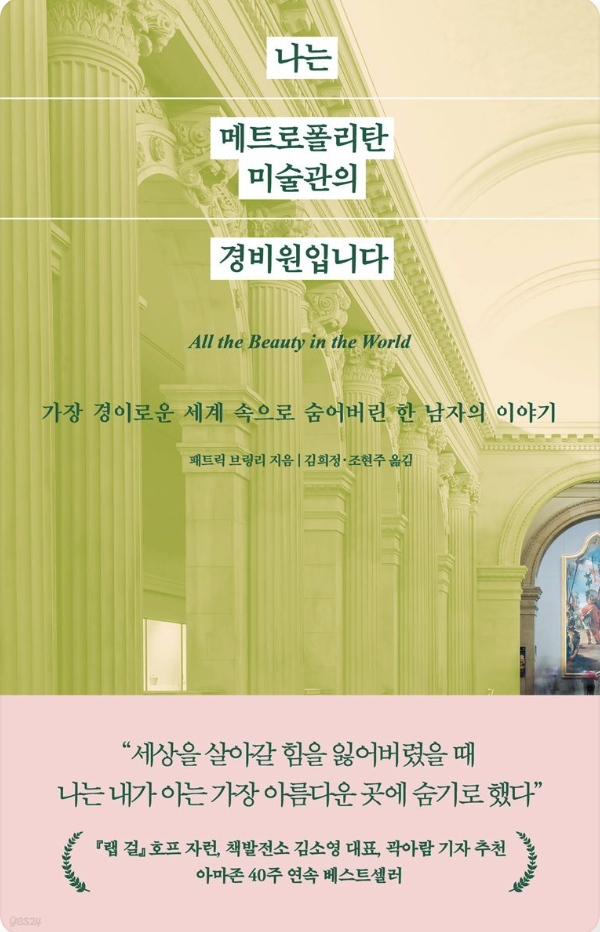 나는
메트로폴리탄
미술관의
경비원입니다
All the Beauty in the World
가장 경이로운 세계 속으로 숨어버린 한 남자의 이야기
패트릭 브링리 지음 | 김희정·조현주 옮김
“세상을 살아갈 힘을 잃어버렸을 때
나는 내가 아는 가장 아름다운 곳에 숨기로 했다”
『랩 걸』 호프 자런, 책발전소 김소영 대표, 곽아람 기자 추천
아마존 40주 연속 베스트셀러
yes24